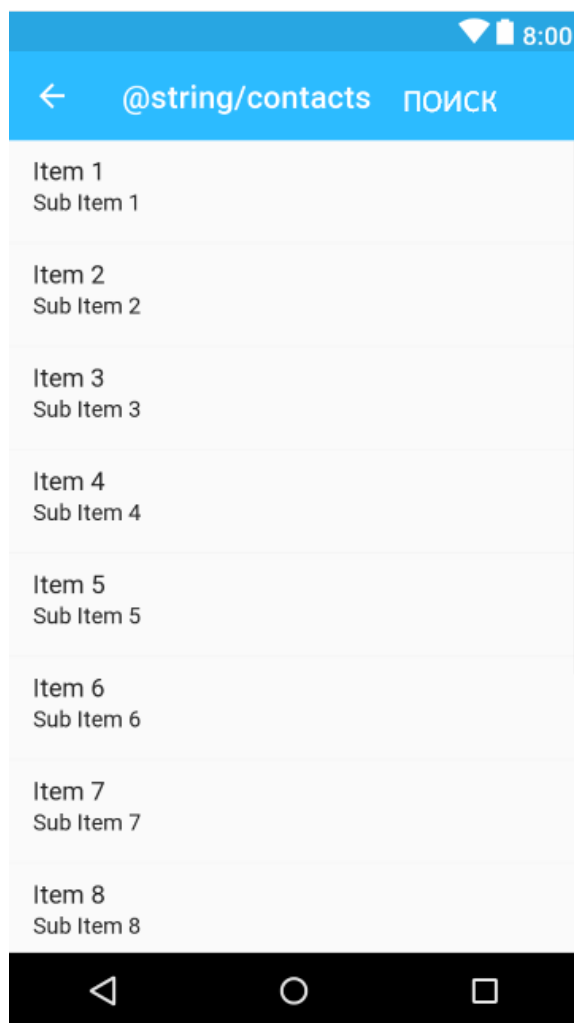 8:00
@string/contacts ПОИСК
Item 1
Sub Item 1
Item 2
Sub Item 2
Item 3
Sub Item 3
Item 4
Sub Item 4
Item 5
Sub Item 5
Item 6
Sub Item 6
Item 7
Sub Item 7
Item 8
Sub Item 8